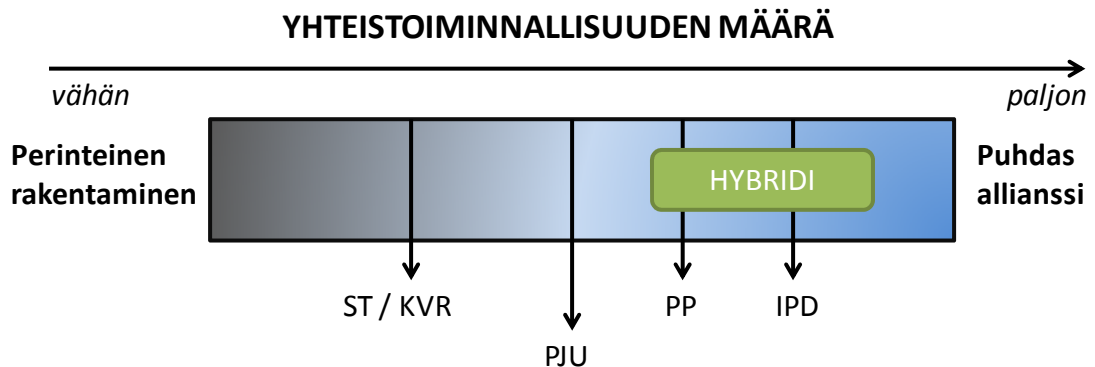 YHTEISTOIMINNALLISUUDEN MÄÄRÄ
vähän
paljon
Perinteinen
rakentaminen
HYBRIDI
Puhdas
allianssi
ST / KVR
PP
IPD
PJU